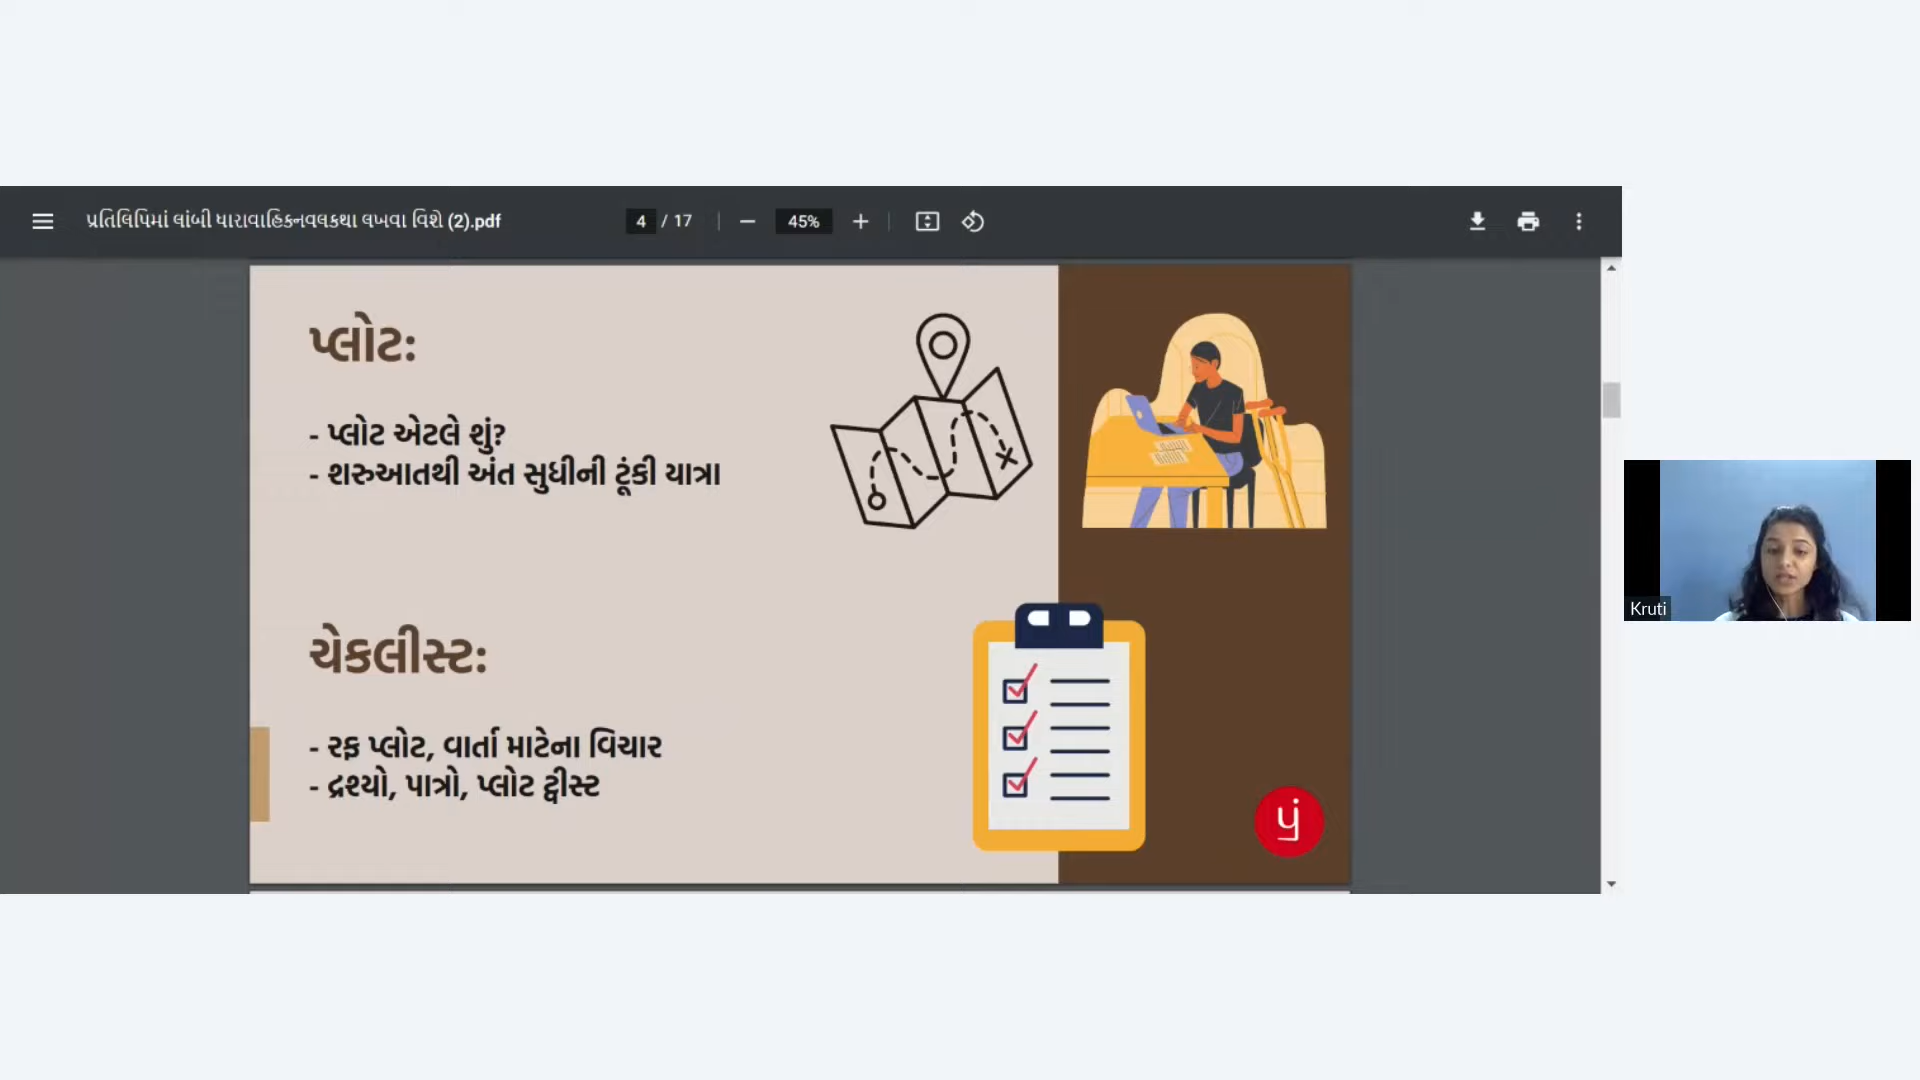 પ્રતિલિપિમાં લાંબી ધારાવાહિકનવલકથા લખવા વિશે (2).pdf
4 / 17
45%
પ્લોટઃ
- પ્લોટ એટલે શું?
- શરુઆતથી અંત સુધીની ટૂંકી યાત્રા
ચેકલીસ્ટઃ
- રફ પ્લોટ, વાર્તા માટેના વિચાર
- દ્રશ્યો, પાત્રો, પ્લોટ ટ્વીસ્ટ
Kruti